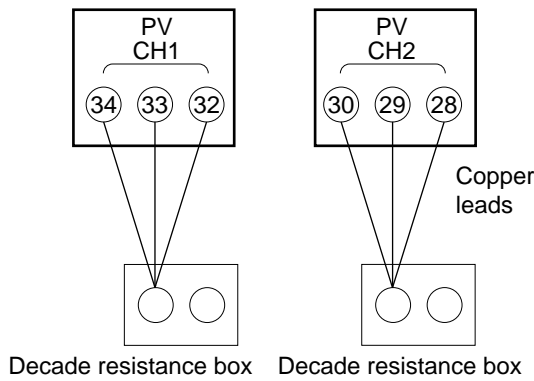 PV
CH1
34 33 32
PV
CH2
30 29 28
Copper
leads
Decade resistance box
Decade resistance box